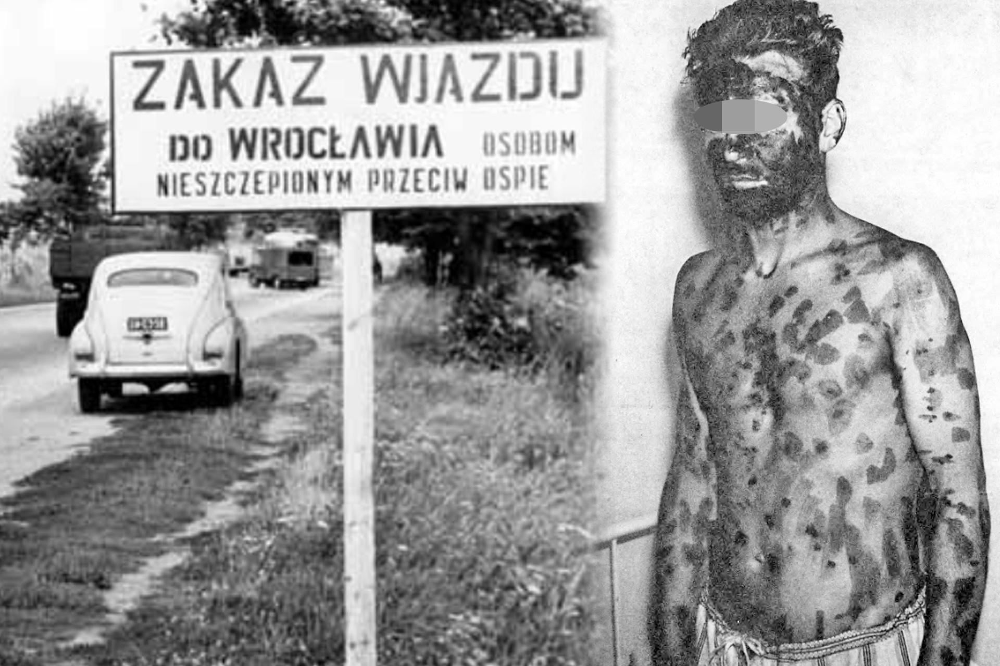 ZAKAZ WJAZDU
DO WROCŁAWIA OSOBOM
NIESZCZEPIONYM PRZECIW OSPIE